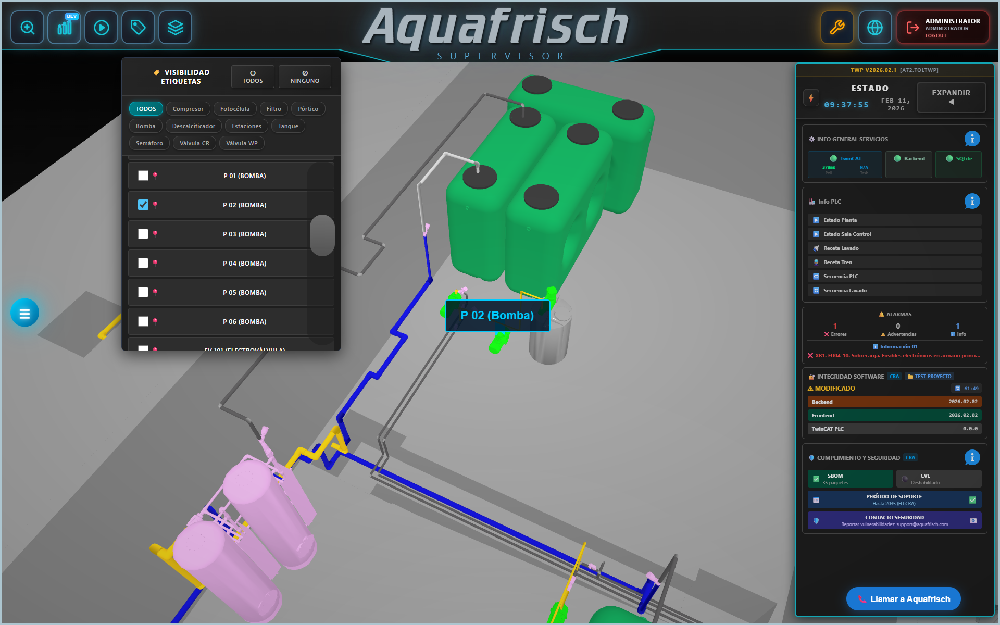 DEV
Aquafrisch
SUPERVISOR
ADMINISTRATOR
ADMINISTRADOR
LOGOUT
VISIBILIDAD
ETIQUETAS
TODOS
NINGUNO
TODOS
Compresor
Fotocélula
Filtro
Pórtico
Bomba
Descalcificador
Estaciones
Tanque
Semáforo
Válvula CR
Válvula WP
P 01 (BOMBA)
P 02 (BOMBA)
P 03 (BOMBA)
P 04 (BOMBA)
P 05 (BOMBA)
P 06 (BOMBA)
EV 101 (ELECTROVÁLVULA)
P 02 (Bomba)
TWP V2026.02.1 [A72.TOLTWP]
ESTADO
09:37:55
FEB 11,
2026
EXPANDIR
INFO GENERAL SERVICIOS
TwinCAT
378ms
Poll
N/A
Task
Backend
SQLite
Info PLC
Estado Planta
Estado Sala Control
Receta Lavado
Receta Tren
Secuencia PLC
Secuencia Lavado
ALARMAS
1
Errores
0
Advertencias
1
Info
Información 01
XB1. FU04-10. Sobrecarga. Fusibles electrónicos en armario princi...
INTEGRIDAD SOFTWARE CRA TEST-PROYECTO
MODIFICADO
61:49
Backend 2026.02.02
Frontend 2026.02.02
TwinCAT PLC 0.0.0
CUMPLIMIENTO Y SEGURIDAD CRA
SBOM
35 paquetes
CVE
Deshabilitado
PERÍODO DE SOPORTE
Hasta 2035 (EU CRA)
CONTACTO SEGURIDAD
Reportar vulnerabilidades: support@aquafrisch.com
Llamar a Aquafrisch